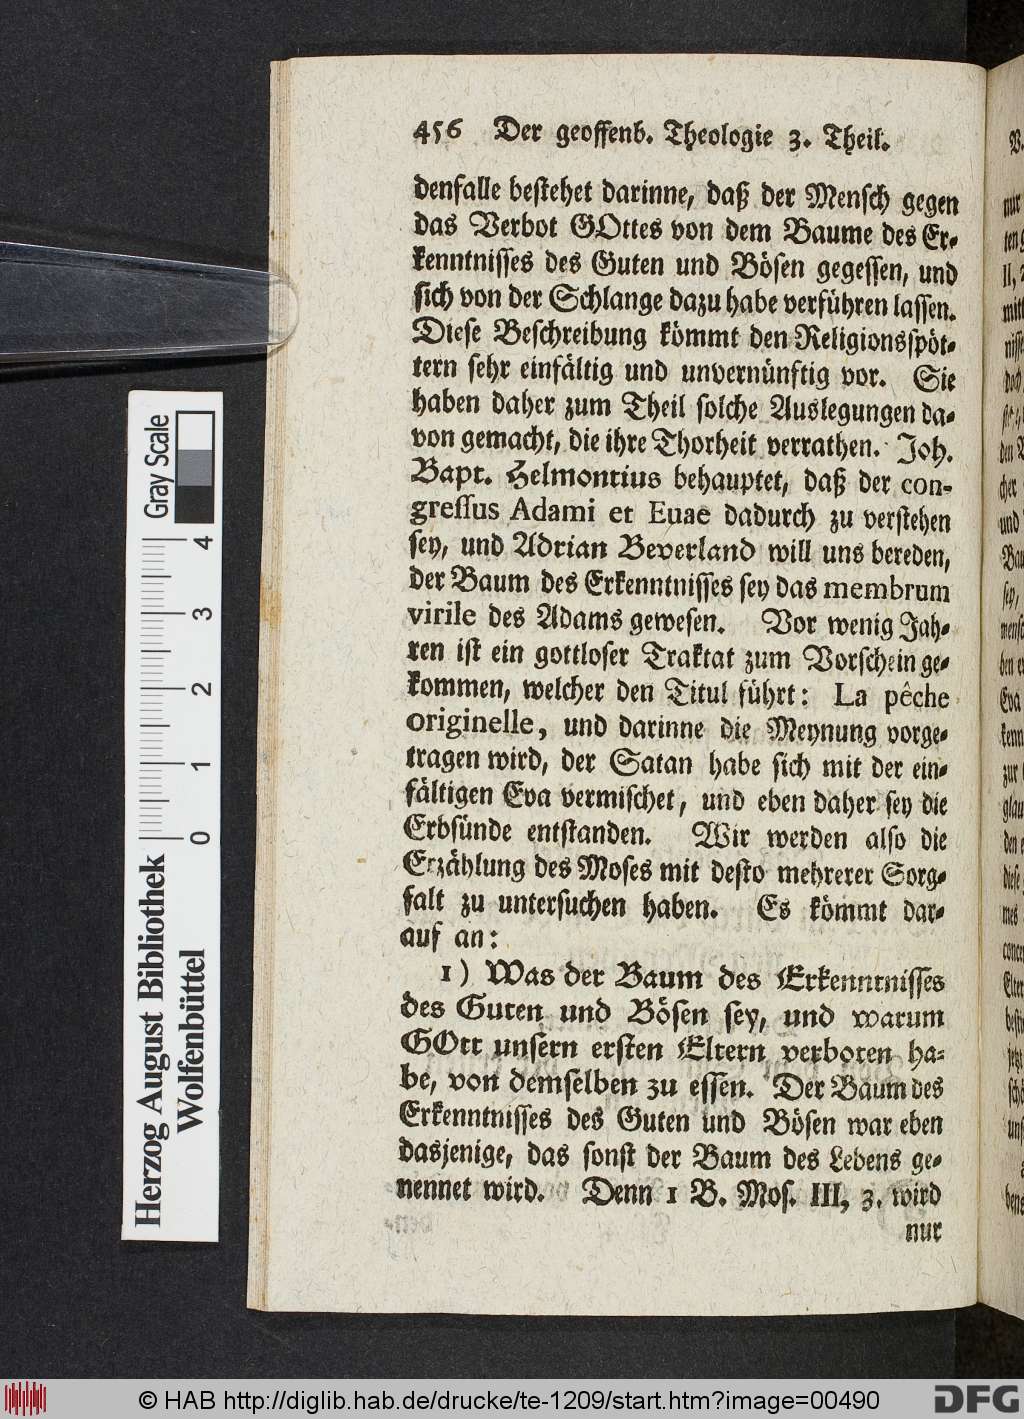 456 Der geoffenb. Theologie 3. Theil.
denfalle bestehet darinne, daß der Mensch gegen
das Verbot GOttes von dem Baume des Er-
kenntnisses des Guten und Bösen gegessen, und
sich von der Schlange dazu habe verführen lassen.
Diese Beschreibung kömmt den Religionsspöt-
tern sehr einfältig und unvernünftig vor. Sie
haben daher zum Theil solche Auslegungen da-
von gemacht, die ihre Thorheit verrathen. Joh.
Bapt. Helmontius behauptet, daß der con-
gressus Adami et Euae dadurch zu verstehen
sey, und Adrian Beverland will uns bereden,
der Baum des Erkenntnisses sey das membrum
virile des Adams gewesen. Vor wenig Jah-
ren ist ein gottloser Traktat zum Vorschein ge-
kommen, welcher den Titul führt: La pêche
originelle, und darinne die Meynung vorge-
tragen wird, der Satan habe sich mit der ein-
fältigen Eva vermischet, und eben daher sey die
Erbsünde entstanden. Wir werden also die
Erzählung des Moses mit desto mehrerer Sorg-
falt zu untersuchen haben. Es kömmt dar-
auf an:
1) Was der Baum des Erkenntnisses
des Guten und Bösen sey, und warum
GOtt unsern ersten Eltern verboten ha-
be, von demselben zu essen. Der Baum des
Erkenntnisses des Guten und Bösen war eben
dasjenige, das sonst der Baum des Lebens ge-
nennet wird. Denn 1 B. Mos. III, 3. wird
nur
Gray Scale
0 1 2 3 4
Herzog August Bibliothek
Wolfenbüttel
© HAB http://diglib.hab.de/drucke/te-1209/start.htm?image=00490
DFG